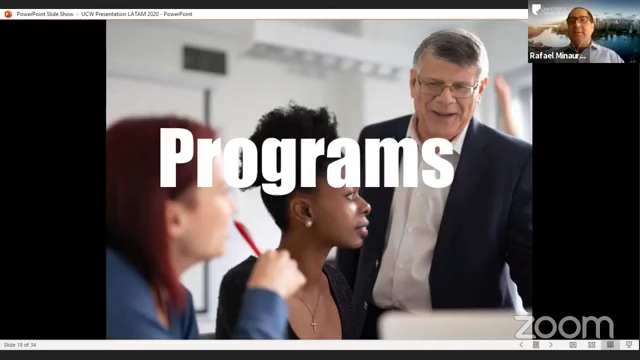 PowerPoint Slide Show - UCW Presentation LATAM 2020 - PowerPoint
Rafael Minaur...
Programs
zoom
Slide 18 of 34